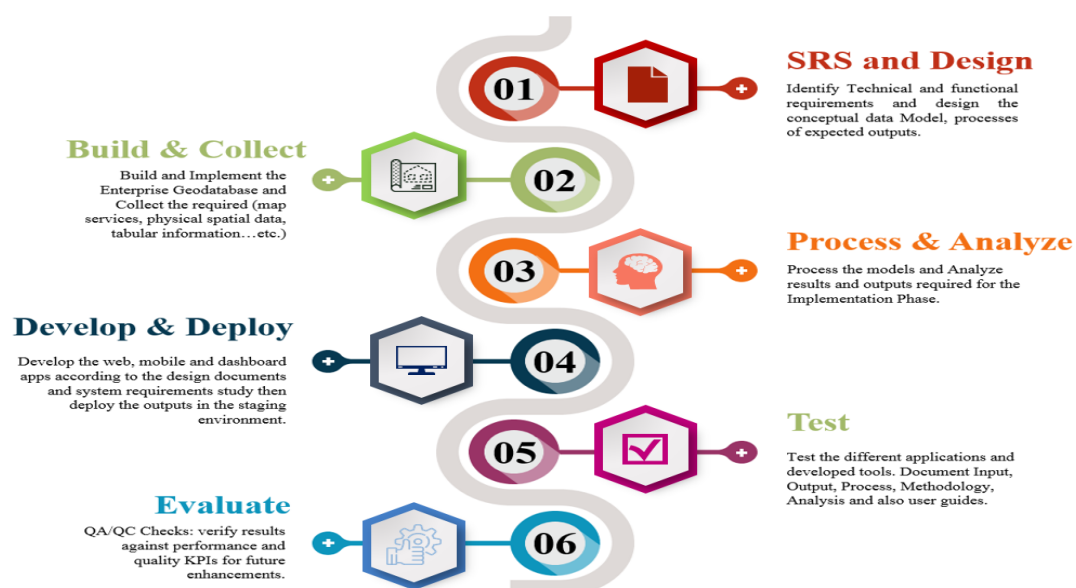 01
SRS and Design
Identify Technical and functional
requirements and design the
conceptual data Model, processes
of expected outputs.
Build & Collect
Build and Implement the
Enterprise Geodatabase and
Collect the required (map
services, physical spatial data,
tabular information…etc.)
02
03
Process & Analyze
Process the models and Analyze
results and outputs required for the
Implementation Phase.
Develop & Deploy
Develop the web, mobile and dashboard
apps according to the design documents
and system requirements study then
deploy the outputs in the staging
environment.
04
05
Test
Test the different applications and
developed tools. Document Input,
Output, Process, Methodology,
Analysis and also user guides.
Evaluate
QA/QC Checks: verify results
against performance and
quality KPIs for future
enhancements.
06